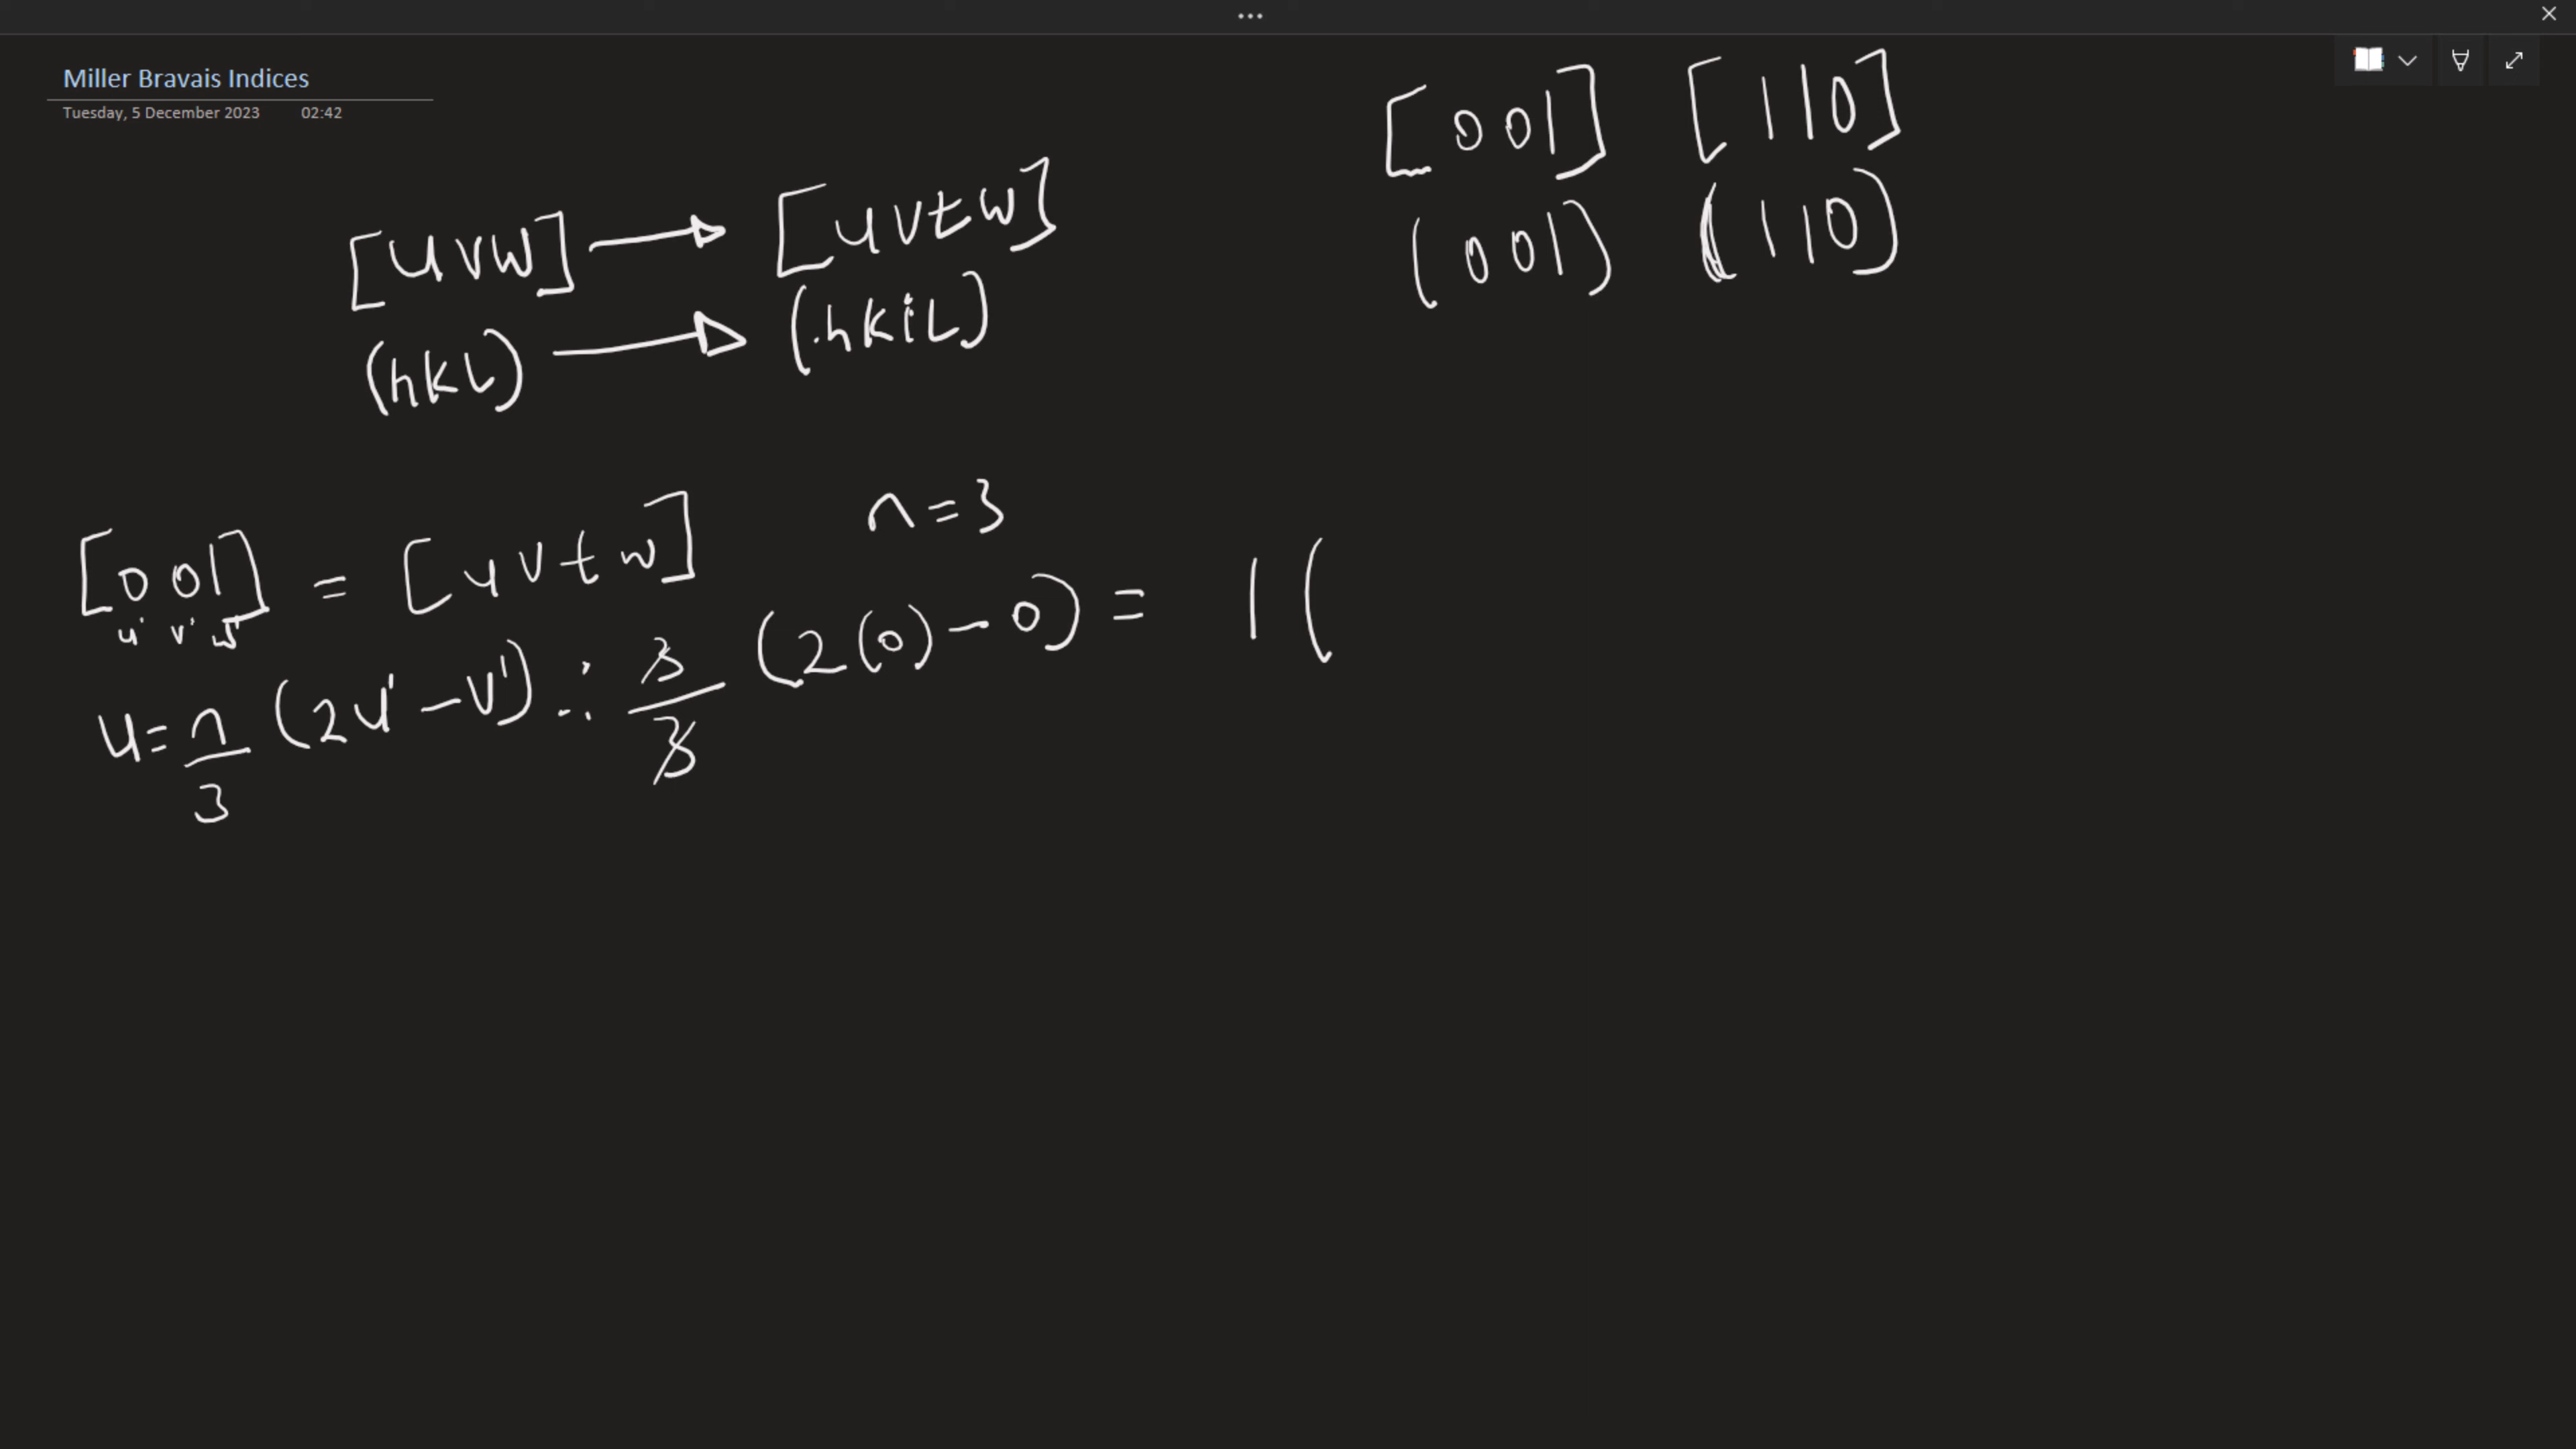 Miller Bravais Indices
Tuesday, 5 December 2023 02:42
[001] [110]
(001) (110)
[uvw] → [uvtw]
(hkL) → (.hkiL)
n=3
[001] = [uvtw]
u' v' w'
u=n/3 (2u'-v') ∴ 3/3 (2(0)-0) = 1(